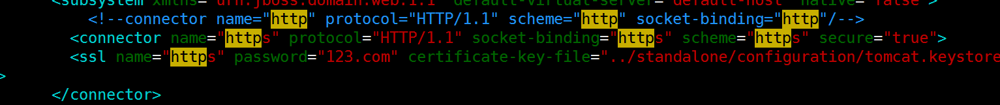 <subsystem xmlns="urn:jboss:domain:web:1.1" default-virtual-server="default-host" native="false">
<!--connector name="http" protocol="HTTP/1.1" scheme="http" socket-binding="http"/-->
<connector name="https" protocol="HTTP/1.1" socket-binding="https" scheme="https" secure="true">
<ssl name="https" password="123.com" certificate-key-file="../standalone/configuration/tomcat.keystore
>
</connector>